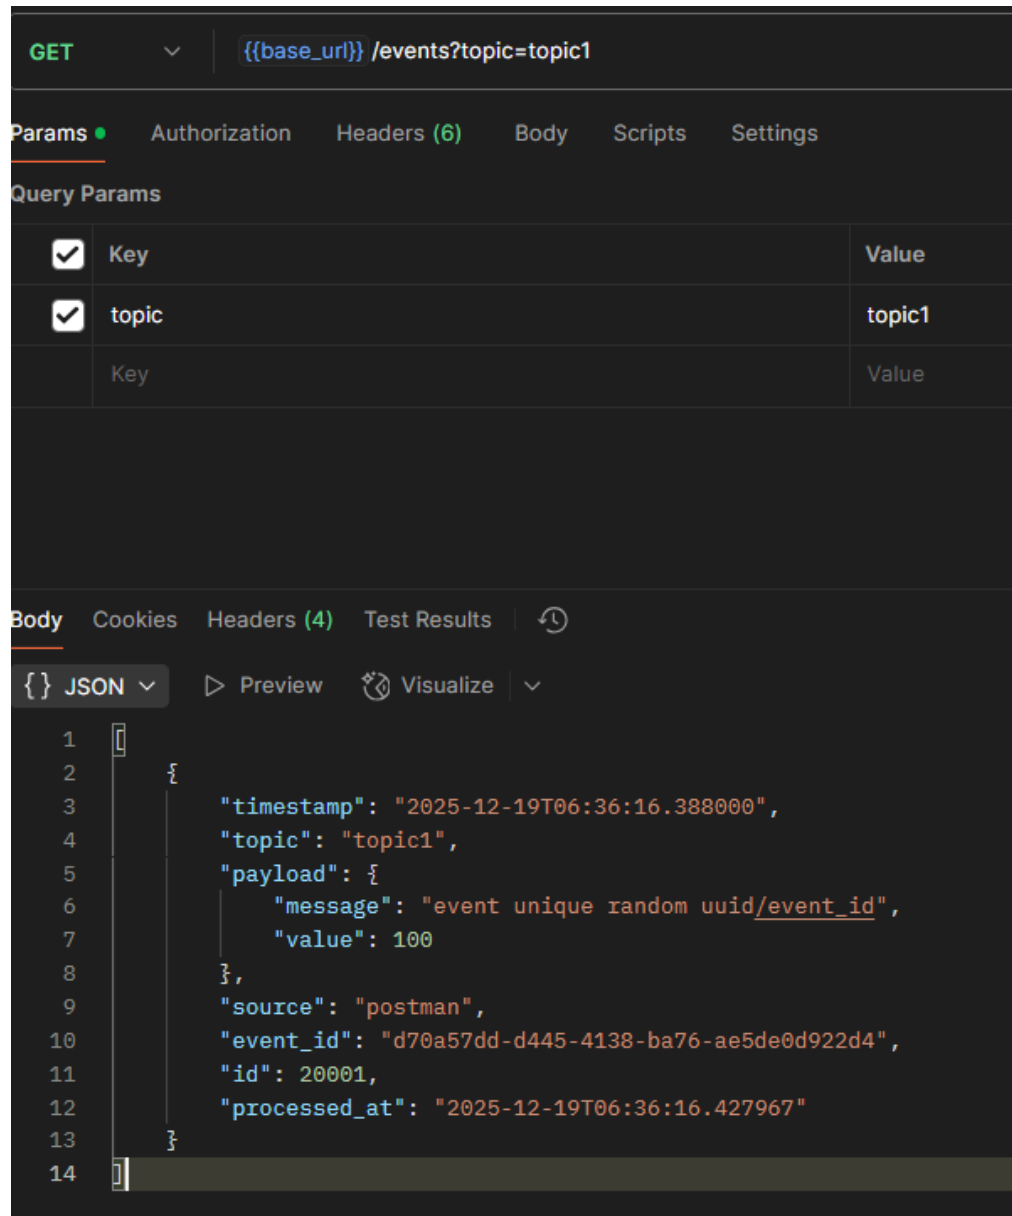 GET {{base_url}} /events?topic=topic1
Params Authorization Headers (6) Body Scripts Settings
Query Params
Key Value
topic topic1
Key Value
Body Cookies Headers (4) Test Results
{} JSON Preview Visualize
1 [
2 {
3 "timestamp": "2025-12-19T06:36:16.388000",
4 "topic": "topic1",
5 "payload": {
6 "message": "event unique random uuid/event_id",
7 "value": 100
8 },
9 "source": "postman",
10 "event_id": "d70a57dd-d445-4138-ba76-ae5de0d922d4",
11 "id": 20001,
12 "processed_at": "2025-12-19T06:36:16.427967"
13 }
14 ]